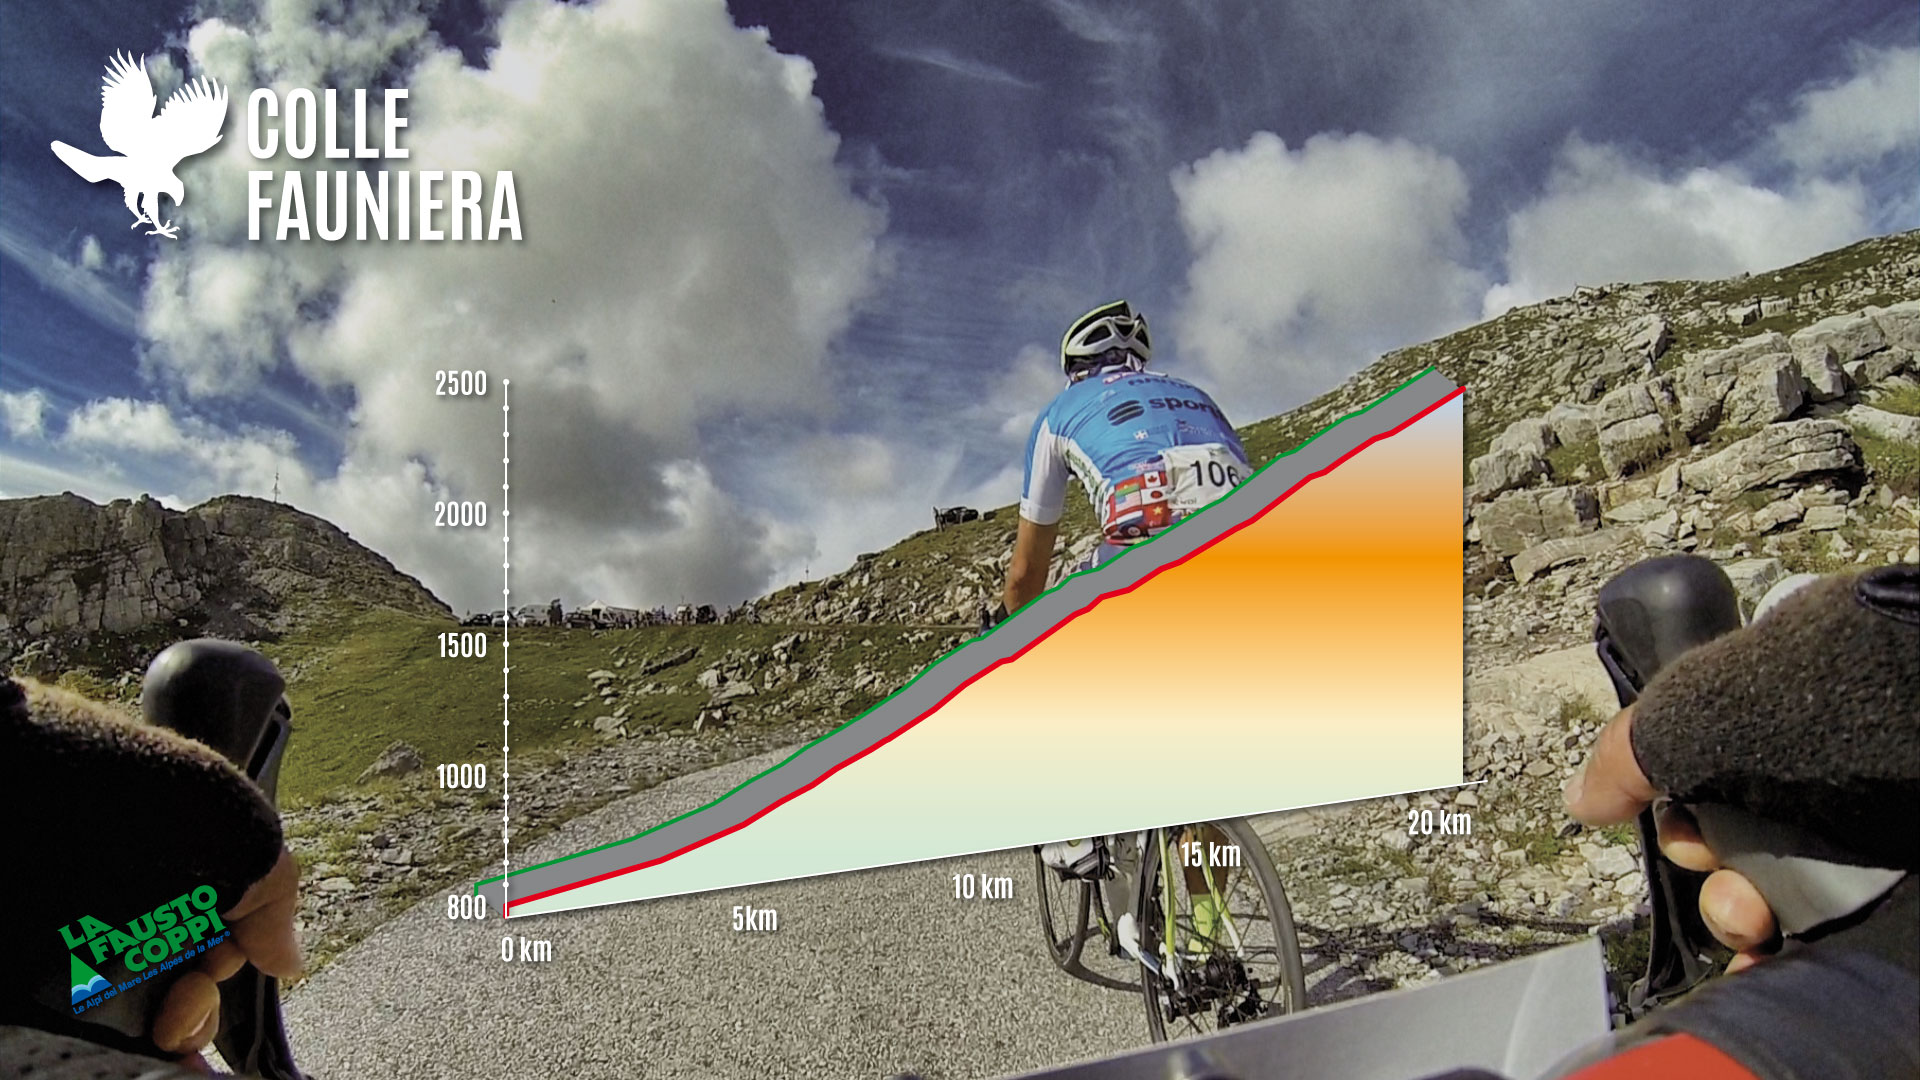 COLLE
FAUNIERA
2500
2000
1500
1000
800
0 km
5km
10 km
15 km
20 km
106
LA
FAUSTO
COPPI
Le Alpi del Mare Les Alpes de la Mer®